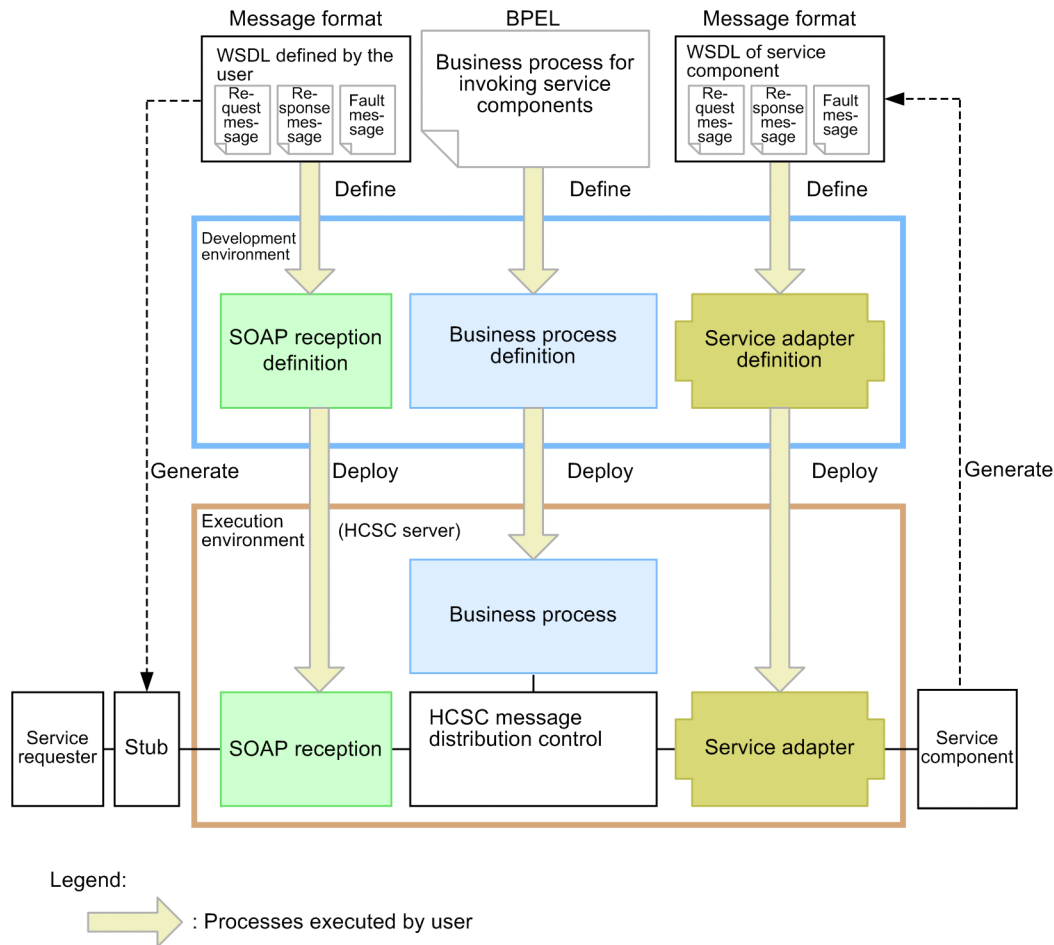 Message format
BPEL
Message format
WSDL defined by the
user
Re-
quest
mes-
sage
Re-
sponse
mes-
sage
Fault
mes-
sage
Business process for
invoking service
components
WSDL of service
component
Re-
quest
mes-
sage
Re-
sponse
mes-
sage
Fault
mes-
sage
Define
Define
Define
Development
environment
SOAP reception
definition
Business process
definition
Service adapter
definition
Generate
Deploy
Deploy
Deploy
Generate
Execution
environment
(HCSC server)
Business process
Service
requester
Stub
SOAP reception
HCSC message
distribution control
Service adapter
Service
component
Legend:
: Processes executed by user